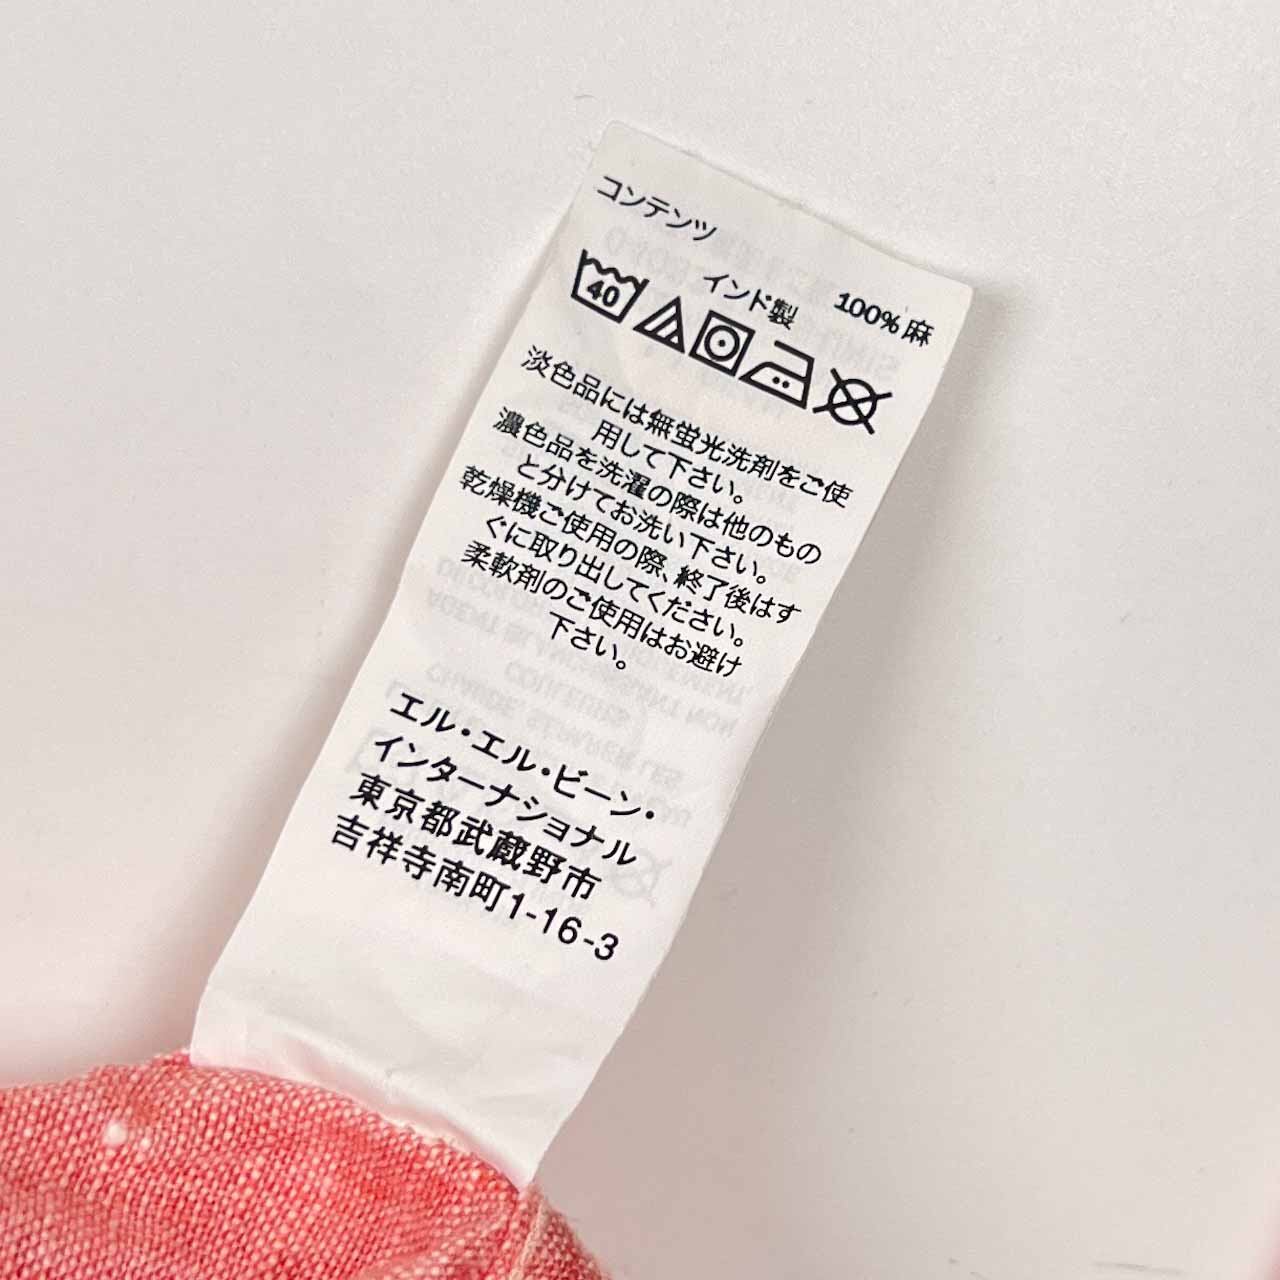 コンテンツ
100% 麻
インド製
40
淡色品には無蛍光洗剤をご使
用して下さい。
濃色品を洗濯の際は他のもの
と分けてお洗い下さい。
乾燥機ご使用の際、終了後はす
ぐに取り出してください。
柔軟剤のご使用はお避け
下さい。
エル・エル・ビーン・
インターナショナル
東京都武蔵野市
吉祥寺南町1-16-3